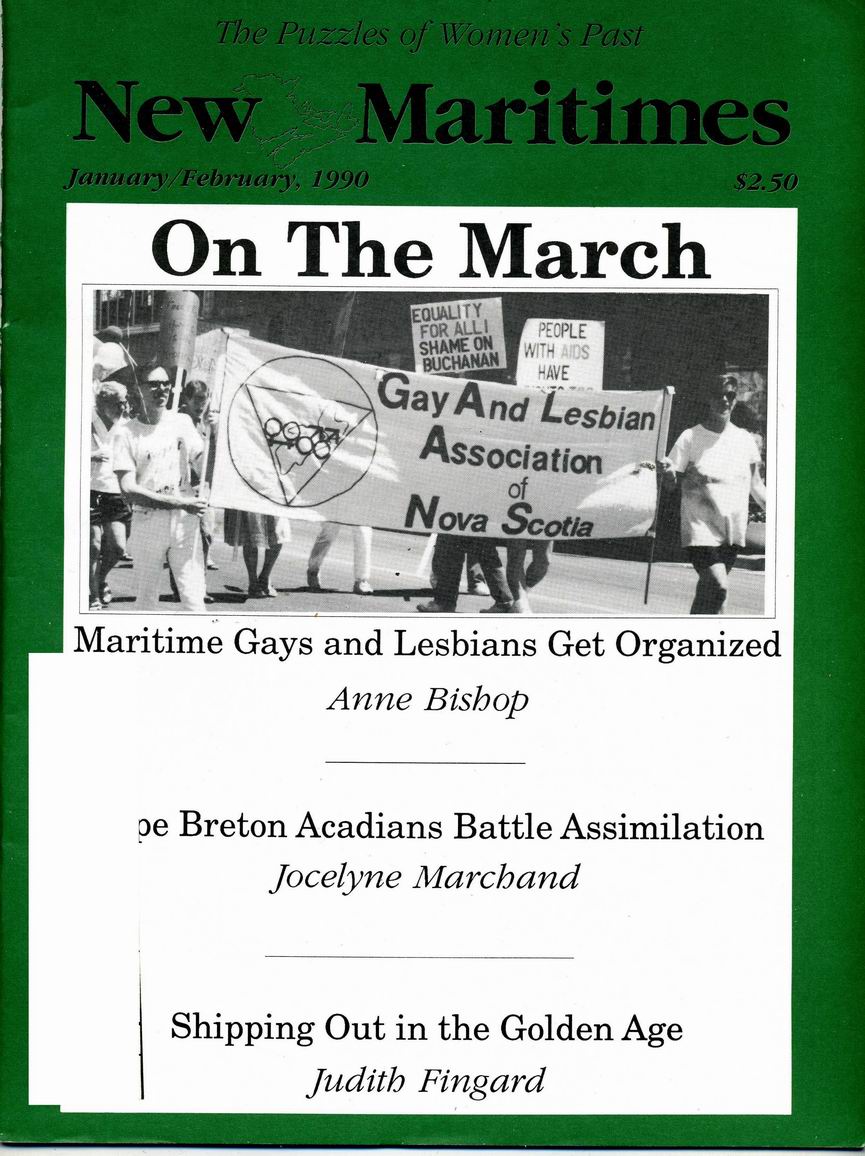 The Puzzles of Women's Past
New Maritimes
January/February, 1990
$2.50
On The March
EQUALITY
FOR ALL!
SHAME ON
BUCHANAN
PEOPLE
WITH AIDS
HAVE
Gay And Lesbian
Association
of
Nova Scotia
Maritime Gays and Lesbians Get Organized
Anne Bishop
pe Breton Acadians Battle Assimilation
Jocelyne Marchand
Shipping Out in the Golden Age
Judith Fingard